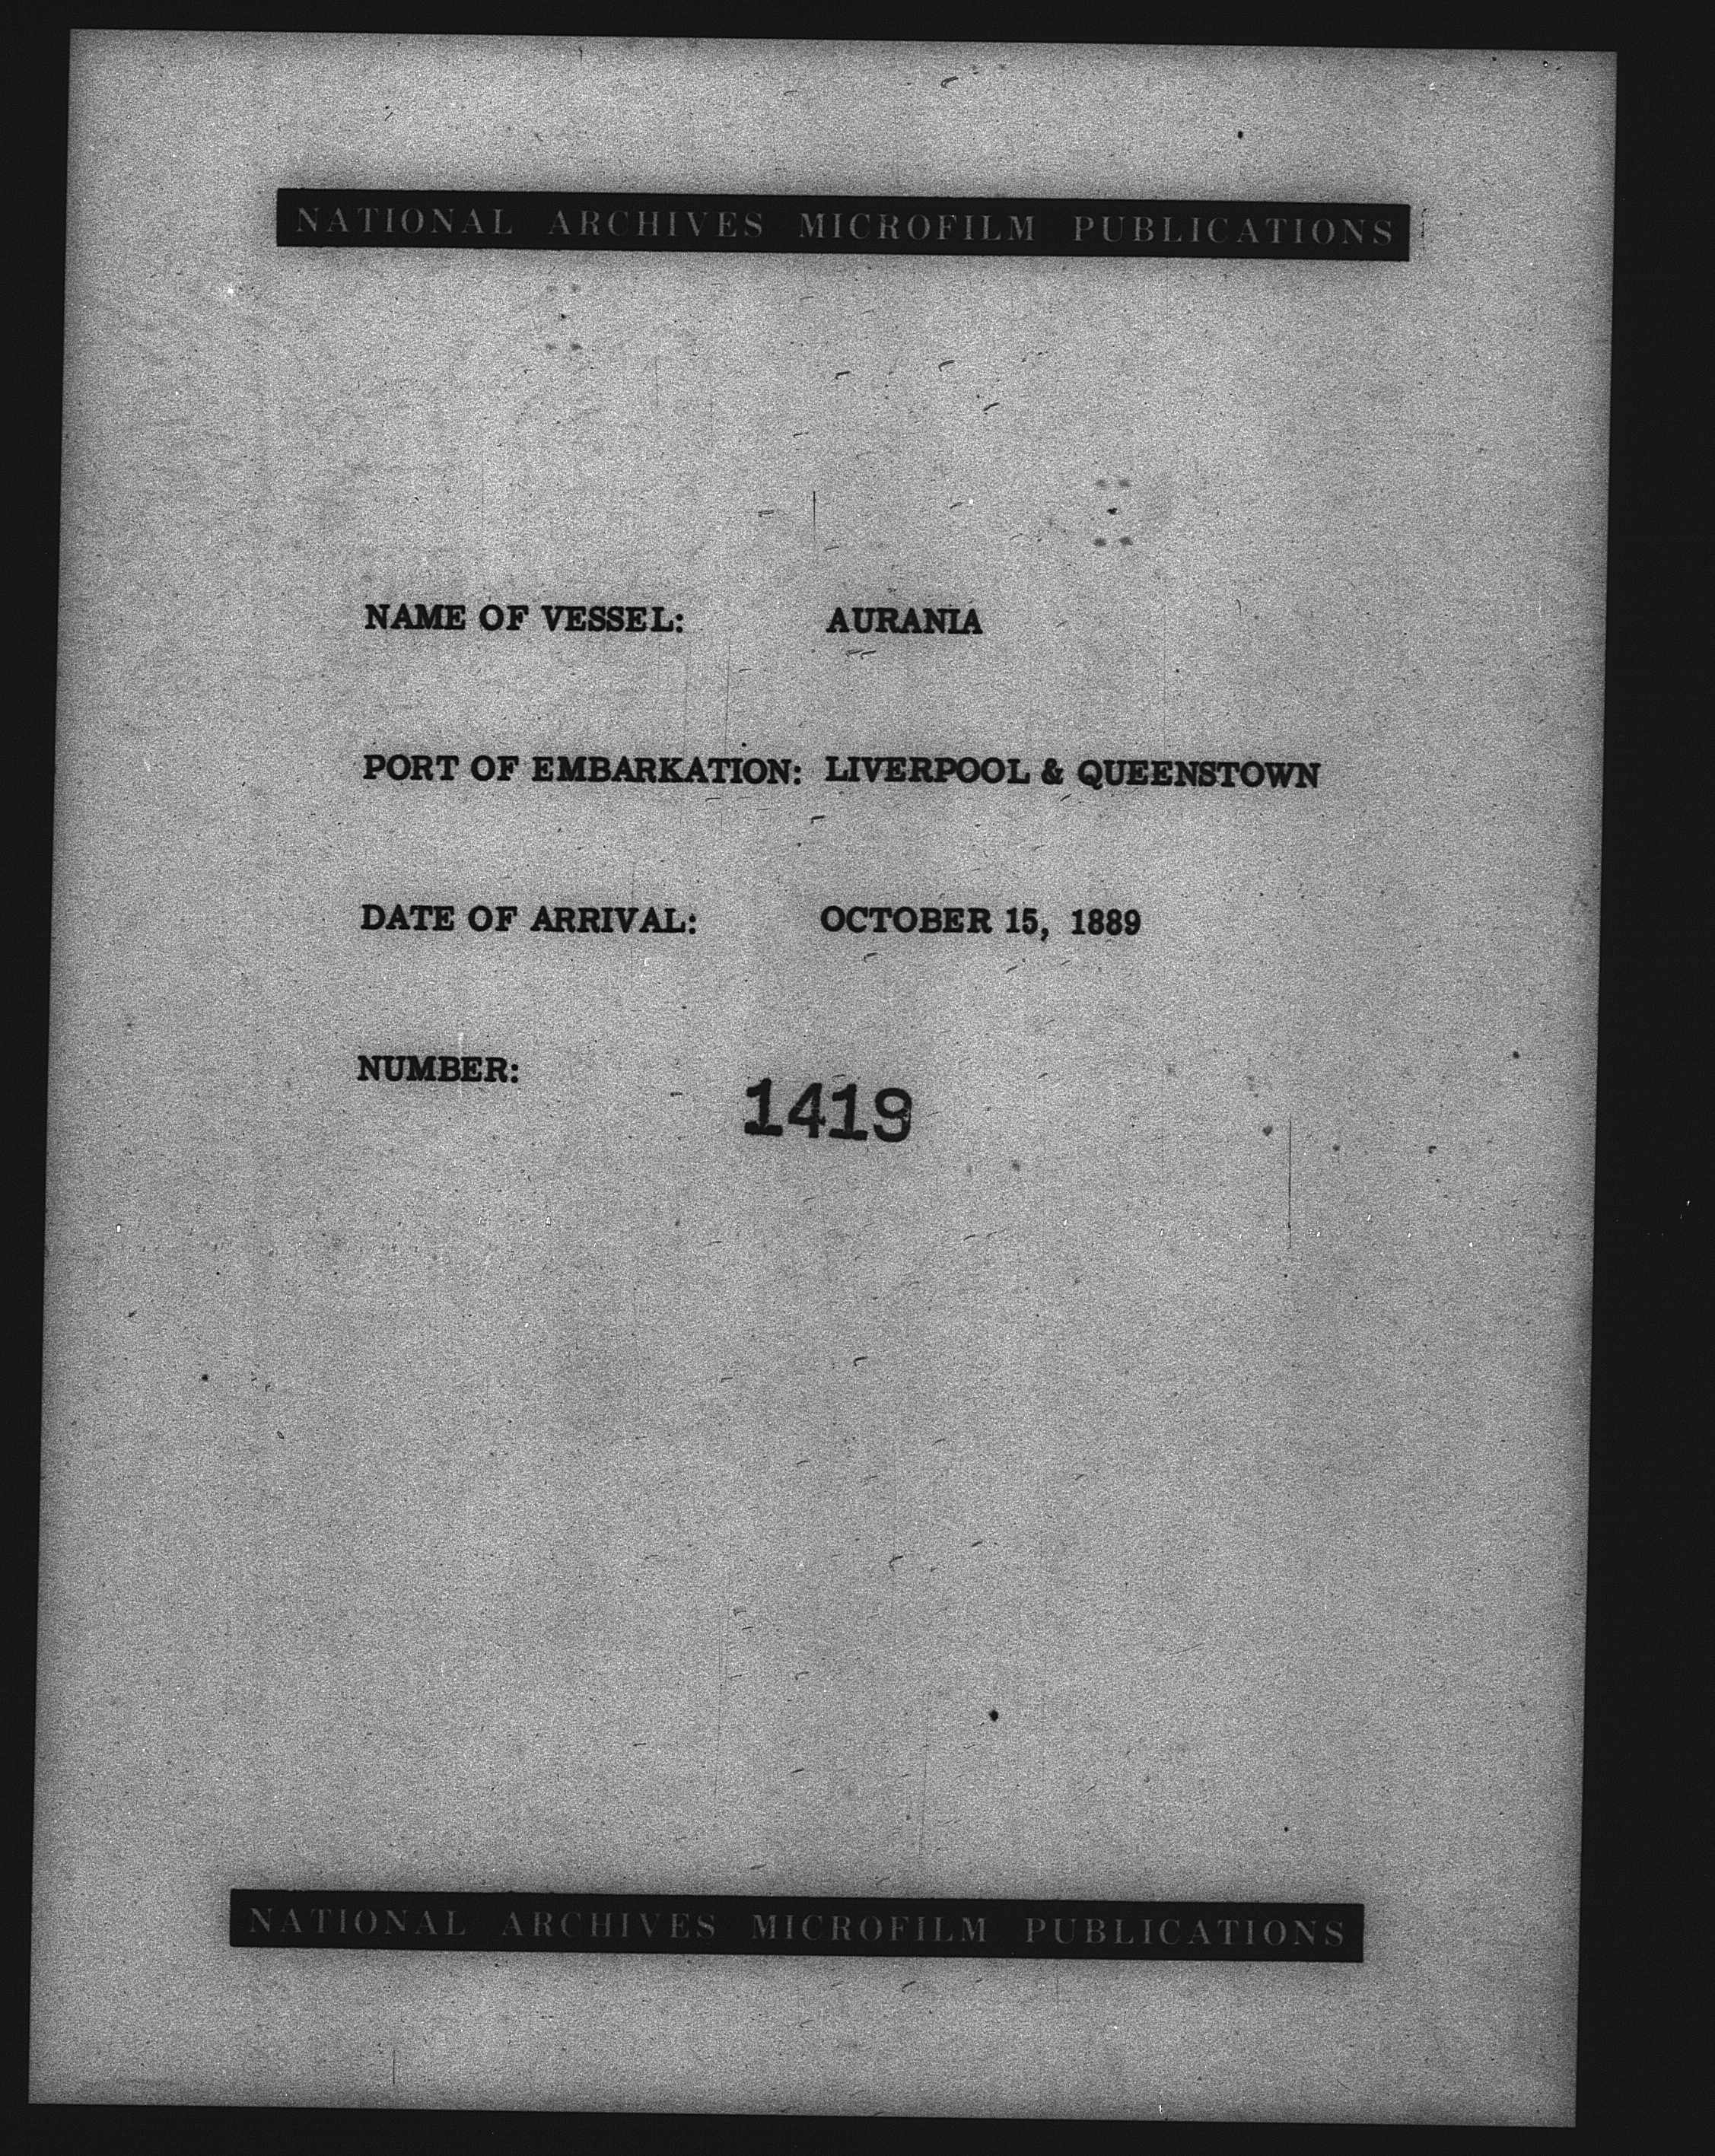 NATIONAL ARCHIVES MICROFILM PUBLICATIONS
NAME OF VESSEL: AURANIA
PORT OF EMBARKATION: LIVERPOOL & QUEENSTOWN
DATE OF ARRIVAL: OCTOBER 15, 1889
NUMBER: 1419
NATIONAL ARCHIVES MICROFILM PUBLICATIONS